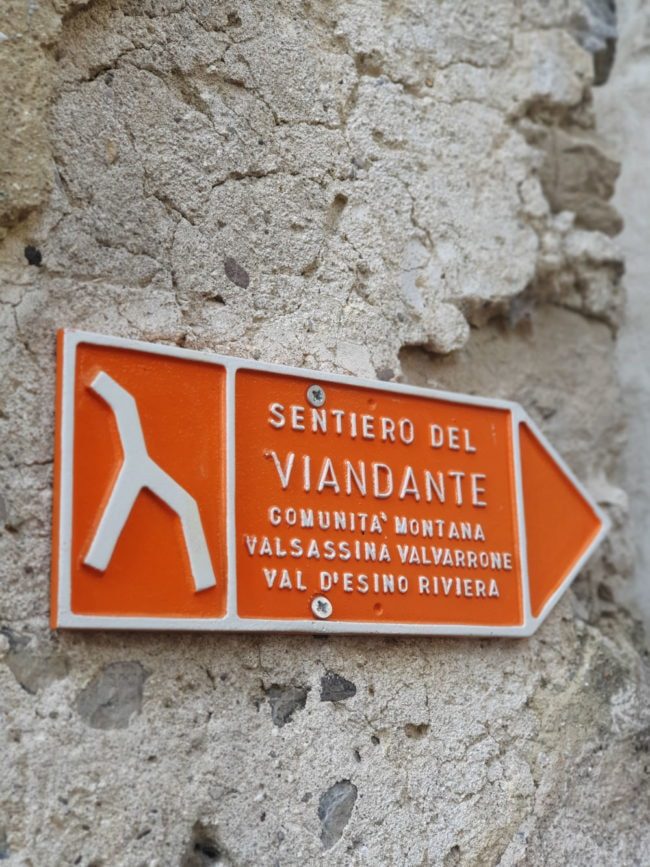 SENTIERO DEL
VIANDANTE
COMUNITA' MONTANA
VALSASSINA VALVARRONE
VAL D'ESINO RIVIERA